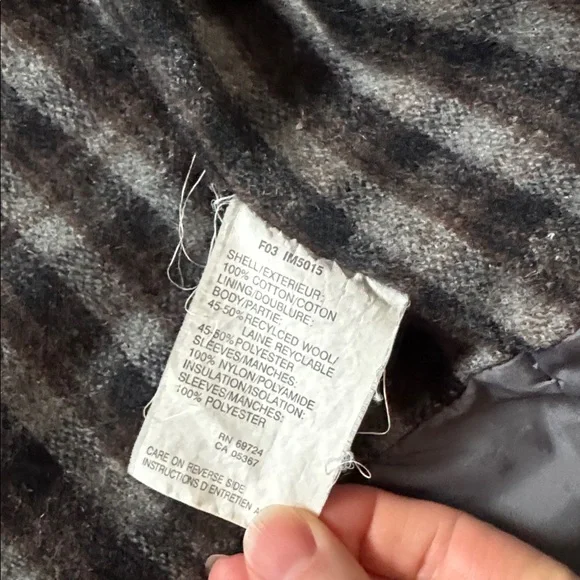 F03 IM5015
SHELL/EXTERIEUR:
100% COTTON/COTON
LINING/DOUBLURE:
BODY/PARTIE:
45-50% RECYLCED WOOL/
LAINE RECYCLABLE
45-50% POLYESTER
SLEEVES/MANCHES:
100% NYLON/POLYAMIDE
INSULATION/ISOLATION:
SLEEVES/MANCHES:
100% POLYESTER
RN 69724
CA 05367
CARE ON REVERSE SIDE
INSTRUCTIONS D'ENTRETIEN A